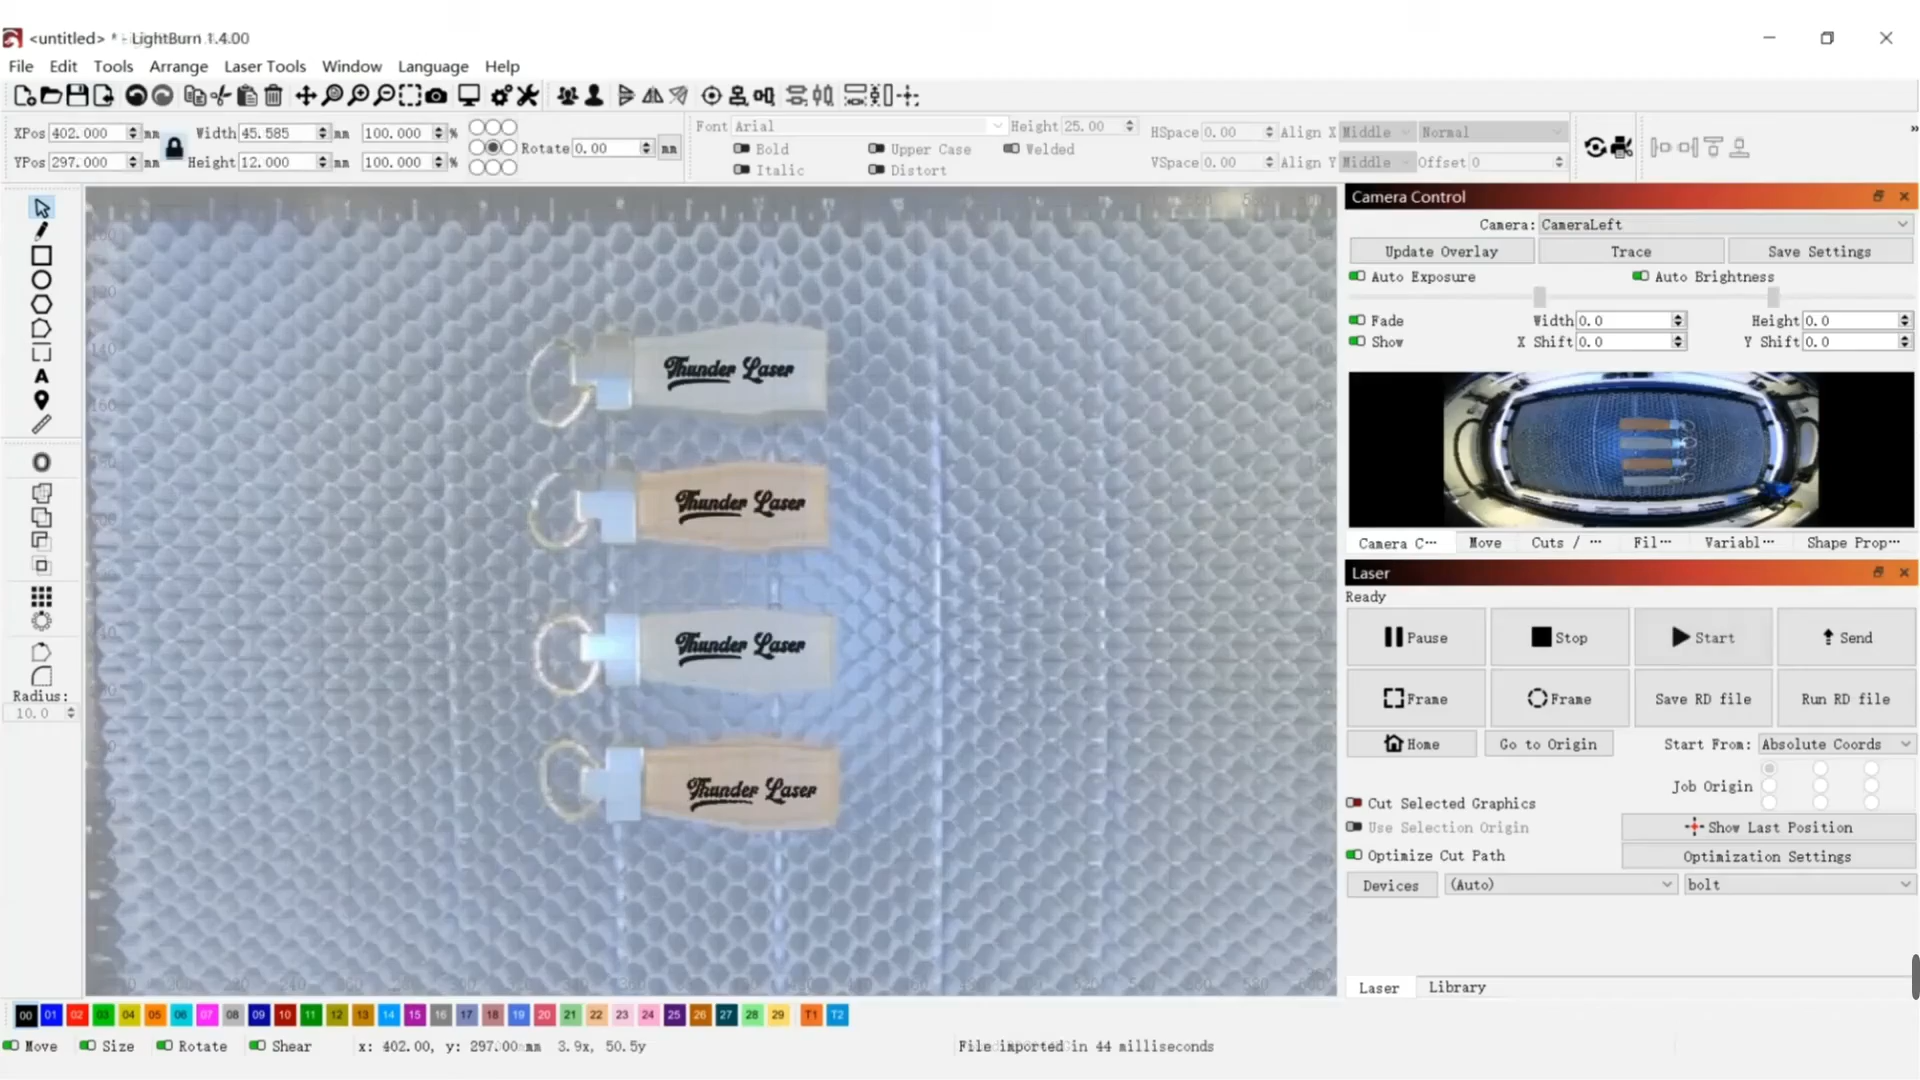 <untitled> * - LightBurn 1.4.00
File Edit Tools Arrange Laser Tools Window Language Help
XPos 402.000 mm Width 45.585 mm 100.000 % Rotate 0.00 mm
YPos 297.000 mm Height 12.000 mm 100.000 %
Font Arial Height 25.00 HSpace 0.00 Align X Middle Normal
Bold Upper Case Welded
Italic Distort VSpace 0.00 Align Y Middle Offset 0
Camera Control
Camera: CameraLeft
Update Overlay Trace Save Settings
Auto Exposure Auto Brightness
Fade Width 0.0 Height 0.0
Show X Shift 0.0 Y Shift 0.0
Thunder Laser
Thunder Laser
Thunder Laser
Thunder Laser
Camera C… Move Cuts / … Fil… Variabl… Shape Prop…
Laser
Ready
Pause Stop Start Send
Frame Frame Save RD file Run RD file
Home Go to Origin Start From: Absolute Coords
Job Origin
Cut Selected Graphics
Use Selection Origin Show Last Position
Optimize Cut Path Optimization Settings
Devices (Auto) bolt
Laser Library
Radius:
10.0
00 01 02 03 04 05 06 07 08 09 10 11 12 13 14 15 16 17 18 19 20 21 22 23 24 25 26 27 28 29 T1 T2
Move Size Rotate Shear x: 402.00, y: 297.00 mm 3.9x, 50.5y File imported in 44 milliseconds